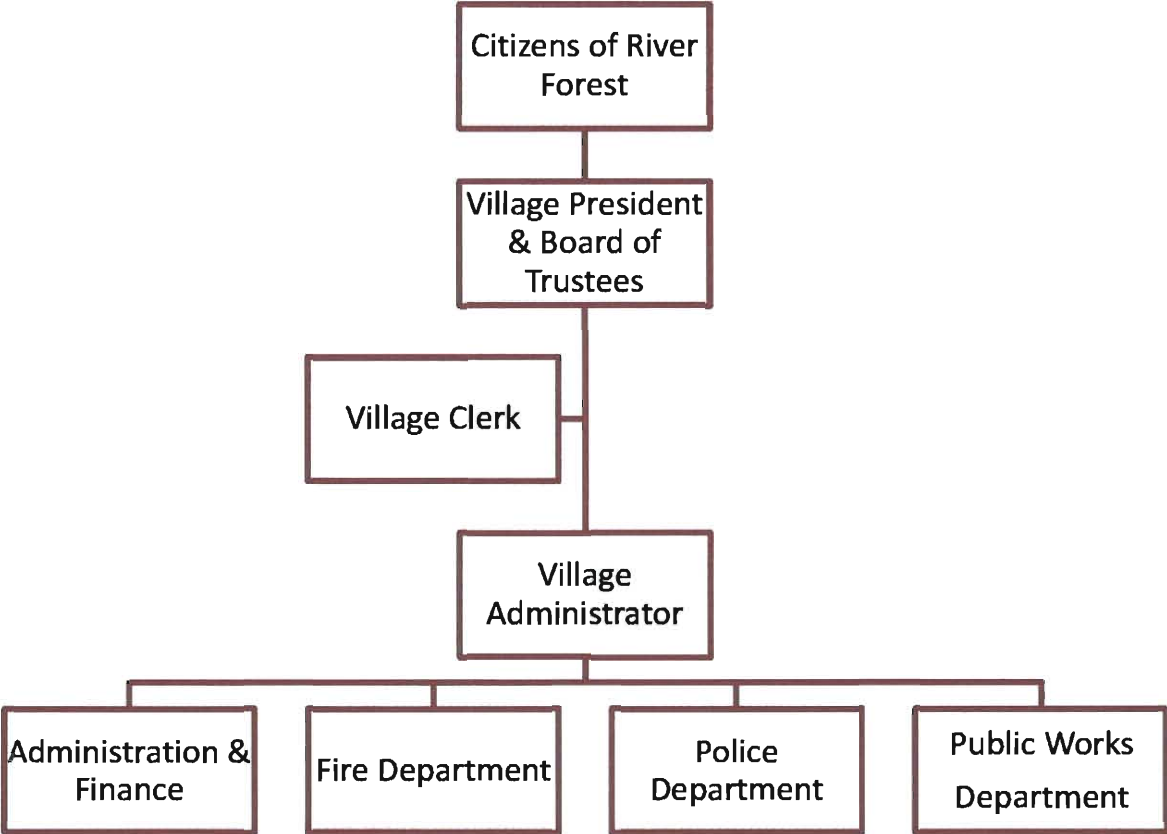 Citizens of River
Forest
Village President
& Board of
Trustees
Village Clerk
Village
Administrator
Administration &
Finance
Fire Department
Police
Department
Public Works
Department